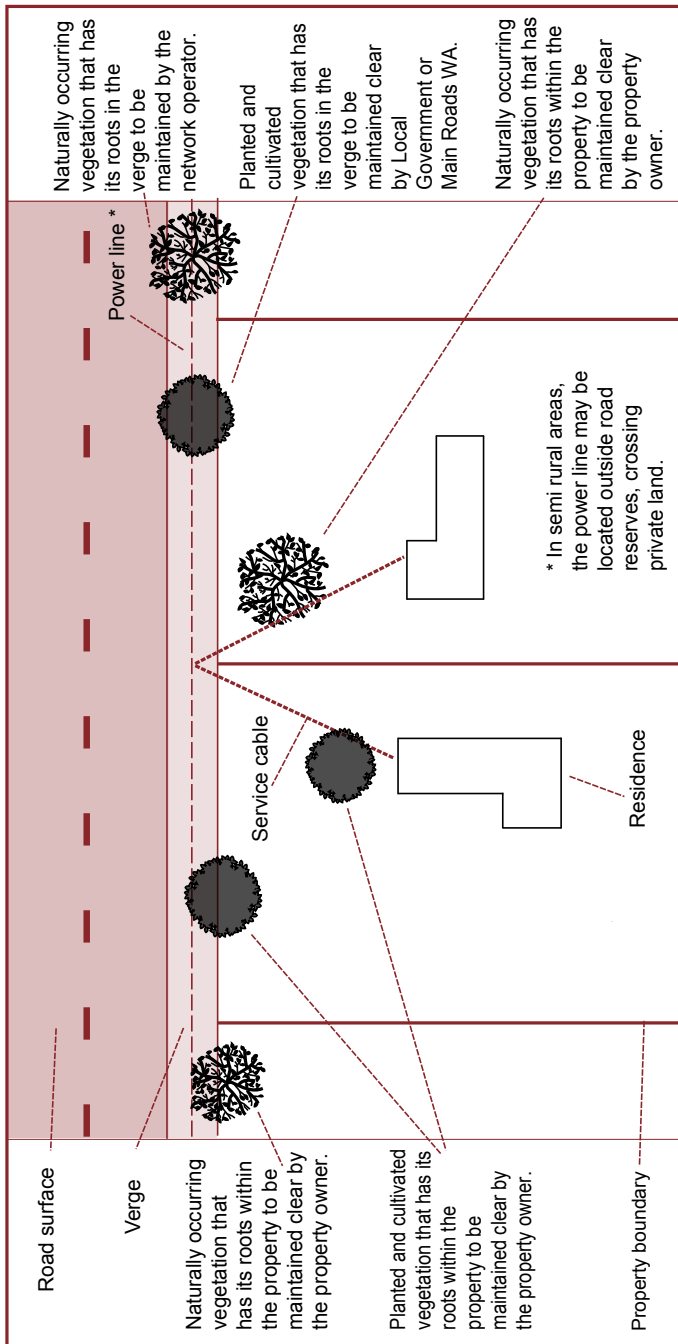 Road surface
Verge
Naturally occurring
vegetation that
has its roots within
the property to be
maintained clear by
the property owner.
Planted and cultivated
vegetation that has its
roots within the
property to be
maintained clear by
the property owner.
Property boundary
Service cable
Residence
Power line *
* In semi rural areas,
the power line may be
located outside road
reserves, crossing
private land.
Naturally occurring
vegetation that has
its roots in the
verge to be
maintained by the
network operator.
Planted and
cultivated
vegetation that has
its roots in the
verge to be
maintained clear
by Local
Government or
Main Roads WA.
Naturally occurring
vegetation that has
its roots within the
property to be
maintained clear
by the property
owner.